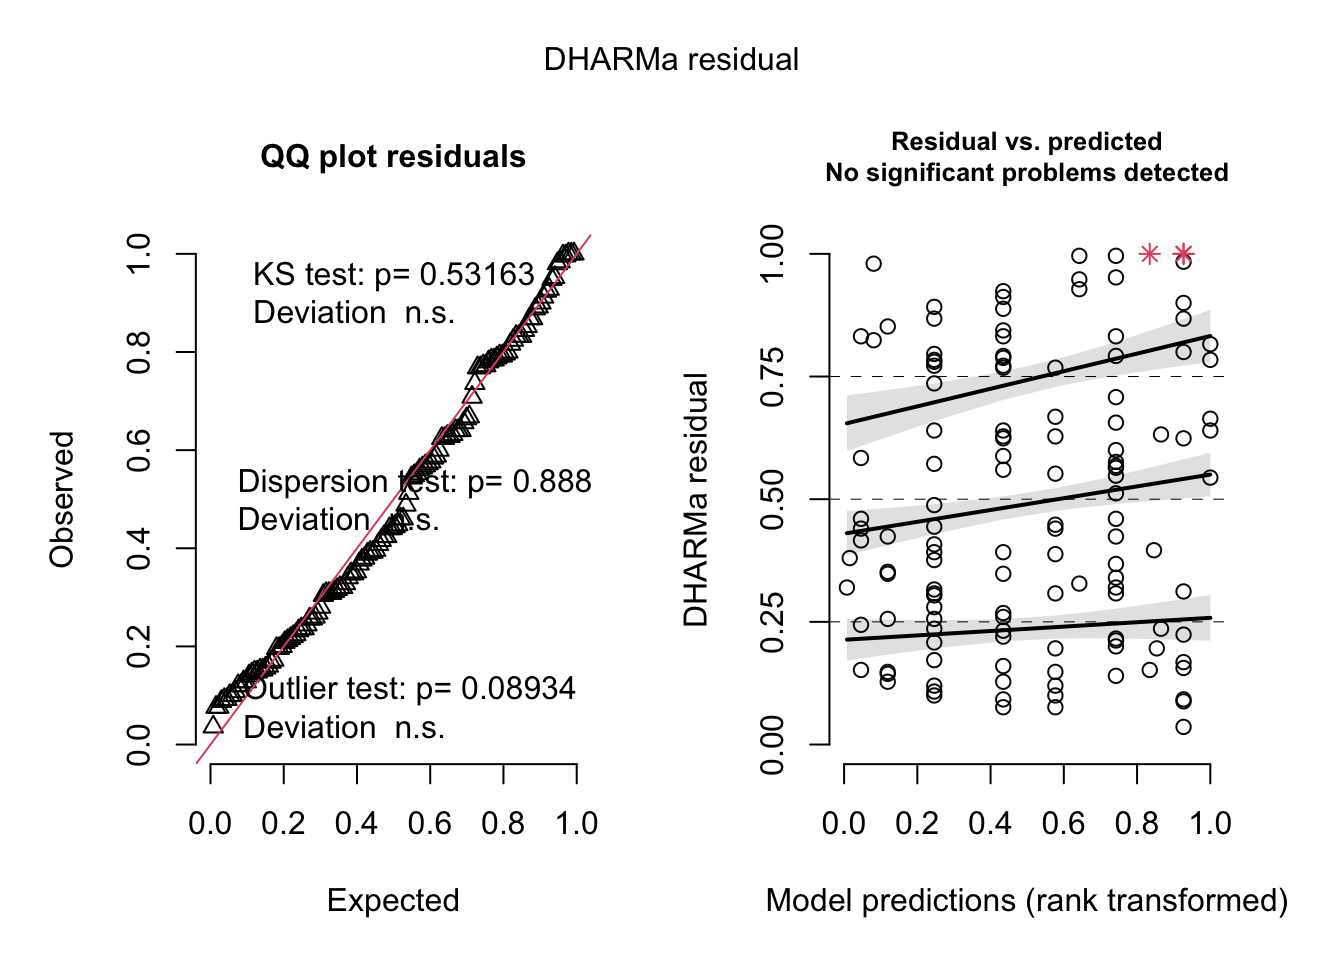 DHARMa residual
QQ plot residuals
KS test: p= 0.53163
Deviation n.s.
Dispersion test: p= 0.888
Deviation n.s.
Outlier test: p= 0.08934
Deviation n.s.
Observed
0.0 0.2 0.4 0.6 0.8 1.0
0.0 0.2 0.4 0.6 0.8 1.0
Expected
Residual vs. predicted
No significant problems detected
DHARMa residual
0.00 0.25 0.50 0.75 1.00
0.0 0.2 0.4 0.6 0.8 1.0
Model predictions (rank transformed)